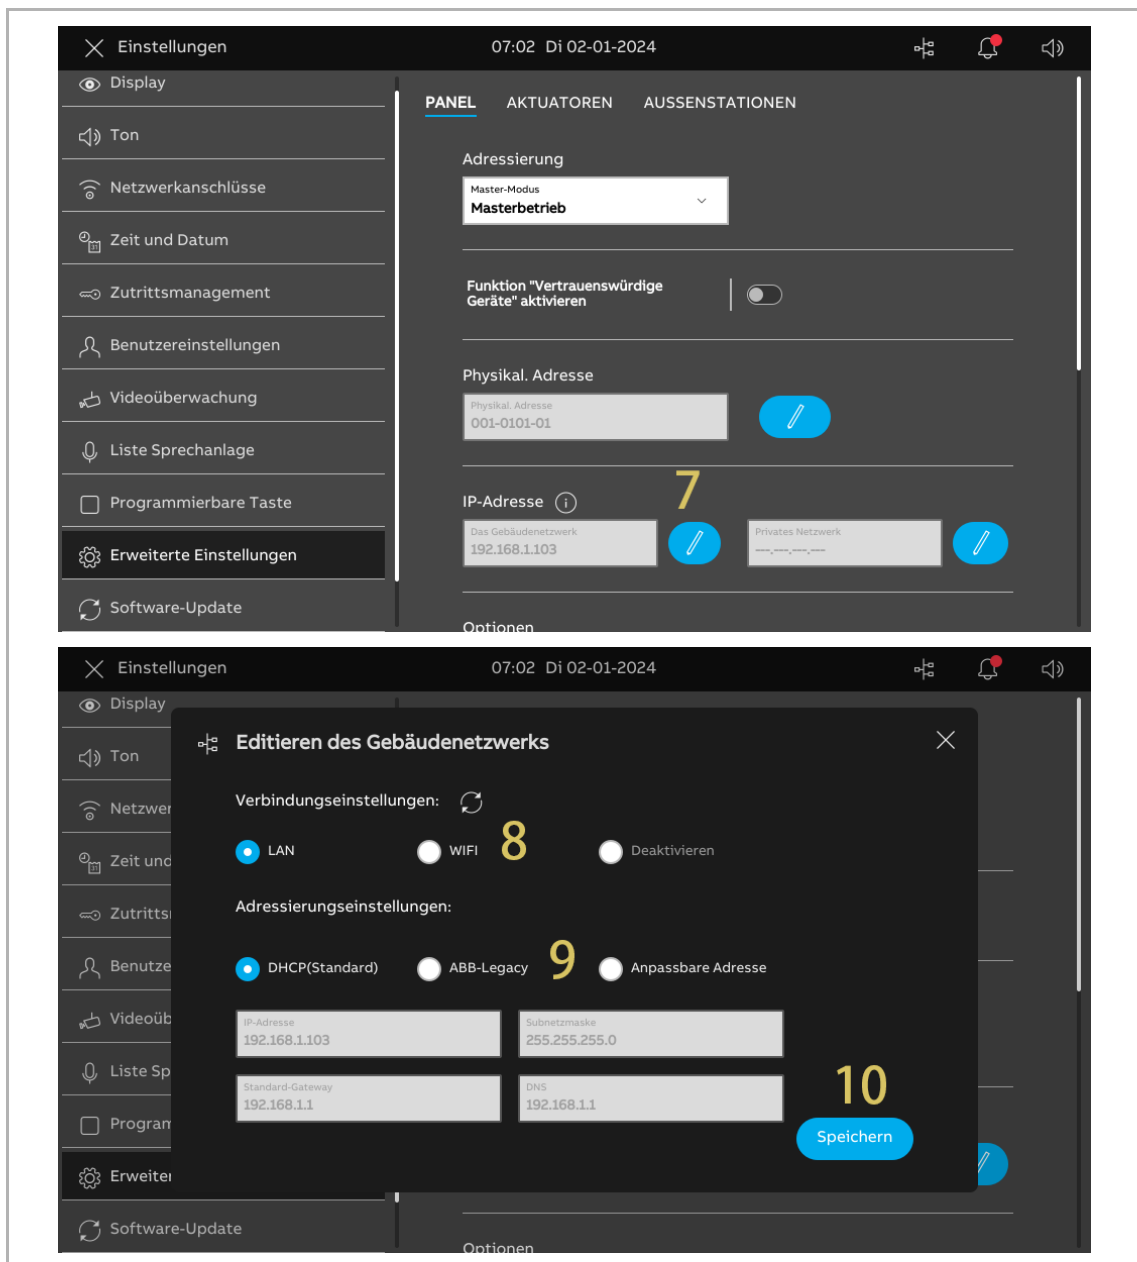 Einstellungen 07:02 Di 02-01-2024
Display
Ton
Netzwerkanschlüsse
Zeit und Datum
Zutrittsmanagement
Benutzereinstellungen
Videoüberwachung
Liste Sprechanlage
Programmierbare Taste
Erweiterte Einstellungen
Software-Update
PANEL AKTUATOREN AUSSENSTATIONEN
Adressierung
Master-Modus
Masterbetrieb
Funktion "Vertrauenswürdige
Geräte" aktivieren
Physikal. Adresse
Physikal. Adresse
001-0101-01
IP-Adresse 7
Das Gebäudenetzwerk Privates Netzwerk
192.168.1.103 ---.---.---.---
Optionen
Einstellungen 07:02 Di 02-01-2024
Display
Ton
Netzwer
Zeit und
Zutritts
Benutze
Videoüb
Liste Sp
Program
Erweiter
Software-Update
Editieren des Gebäudenetzwerks
Verbindungseinstellungen:
LAN WIFI 8 Deaktivieren
Adressierungseinstellungen:
DHCP(Standard) ABB-Legacy 9 Anpassbare Adresse
IP-Adresse Subnetzmaske
192.168.1.103 255.255.255.0
Standard-Gateway DNS
192.168.1.1 192.168.1.1
10
Speichern
Optionen